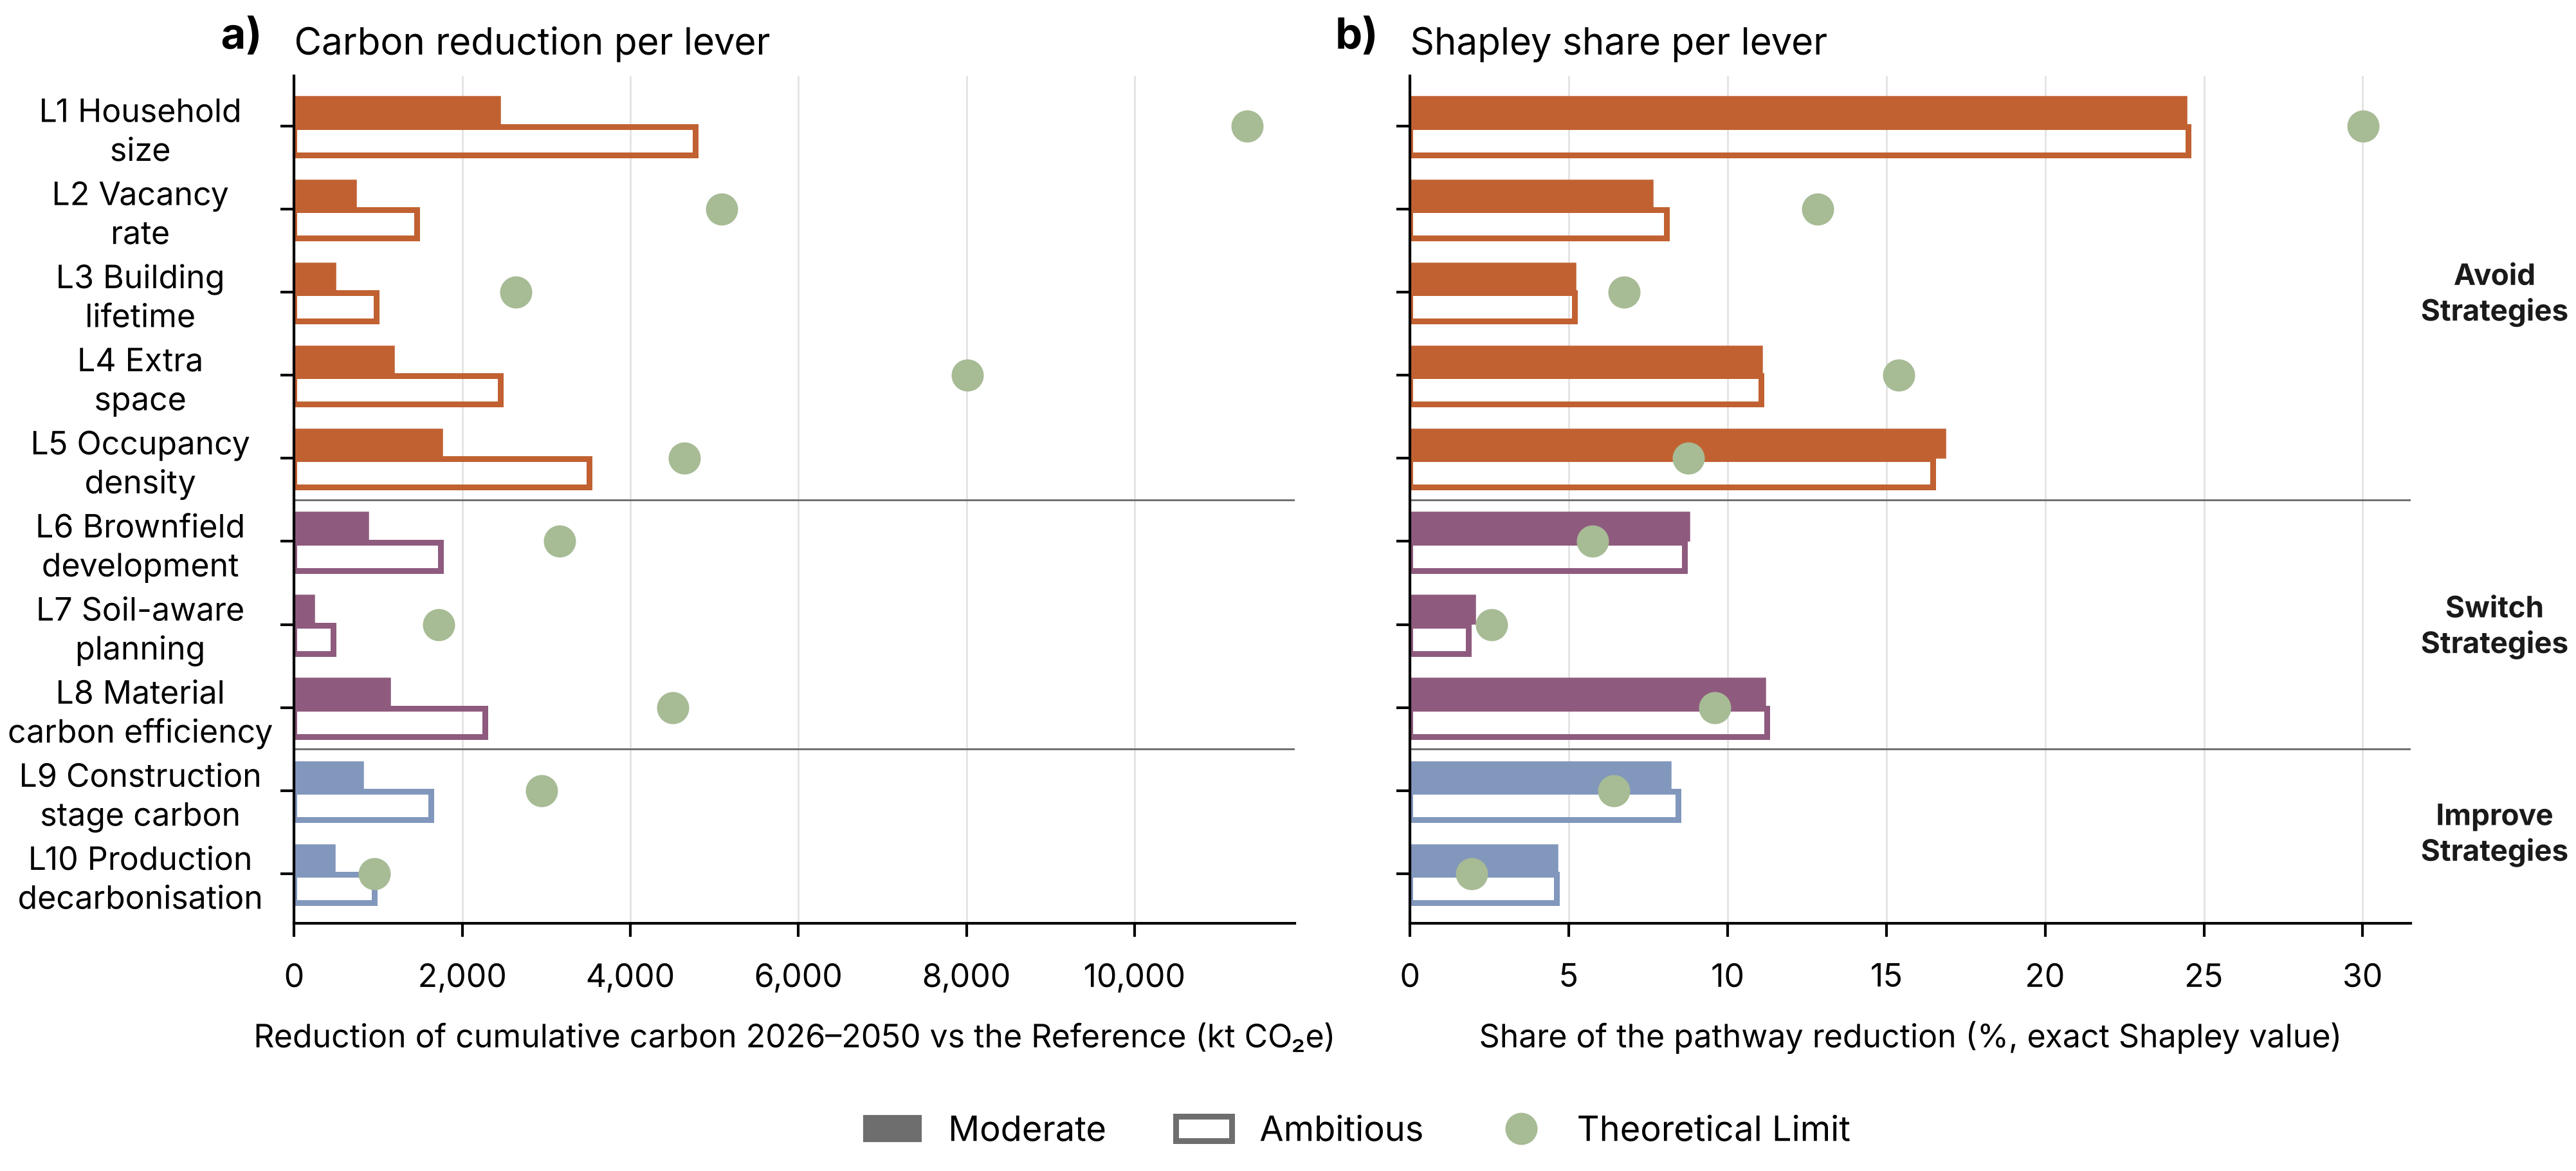 a) Carbon reduction per lever
b) Shapley share per lever
L1 Household
size
L2 Vacancy
rate
L3 Building
lifetime
L4 Extra
space
L5 Occupancy
density
L6 Brownfield
development
L7 Soil-aware
planning
L8 Material
carbon efficiency
L9 Construction
stage carbon
L10 Production
decarbonisation
Avoid
Strategies
Switch
Strategies
Improve
Strategies
0 2,000 4,000 6,000 8,000 10,000
Reduction of cumulative carbon 2026–2050 vs the Reference (kt CO₂e)
0 5 10 15 20 25 30
Share of the pathway reduction (%, exact Shapley value)
Moderate Ambitious Theoretical Limit